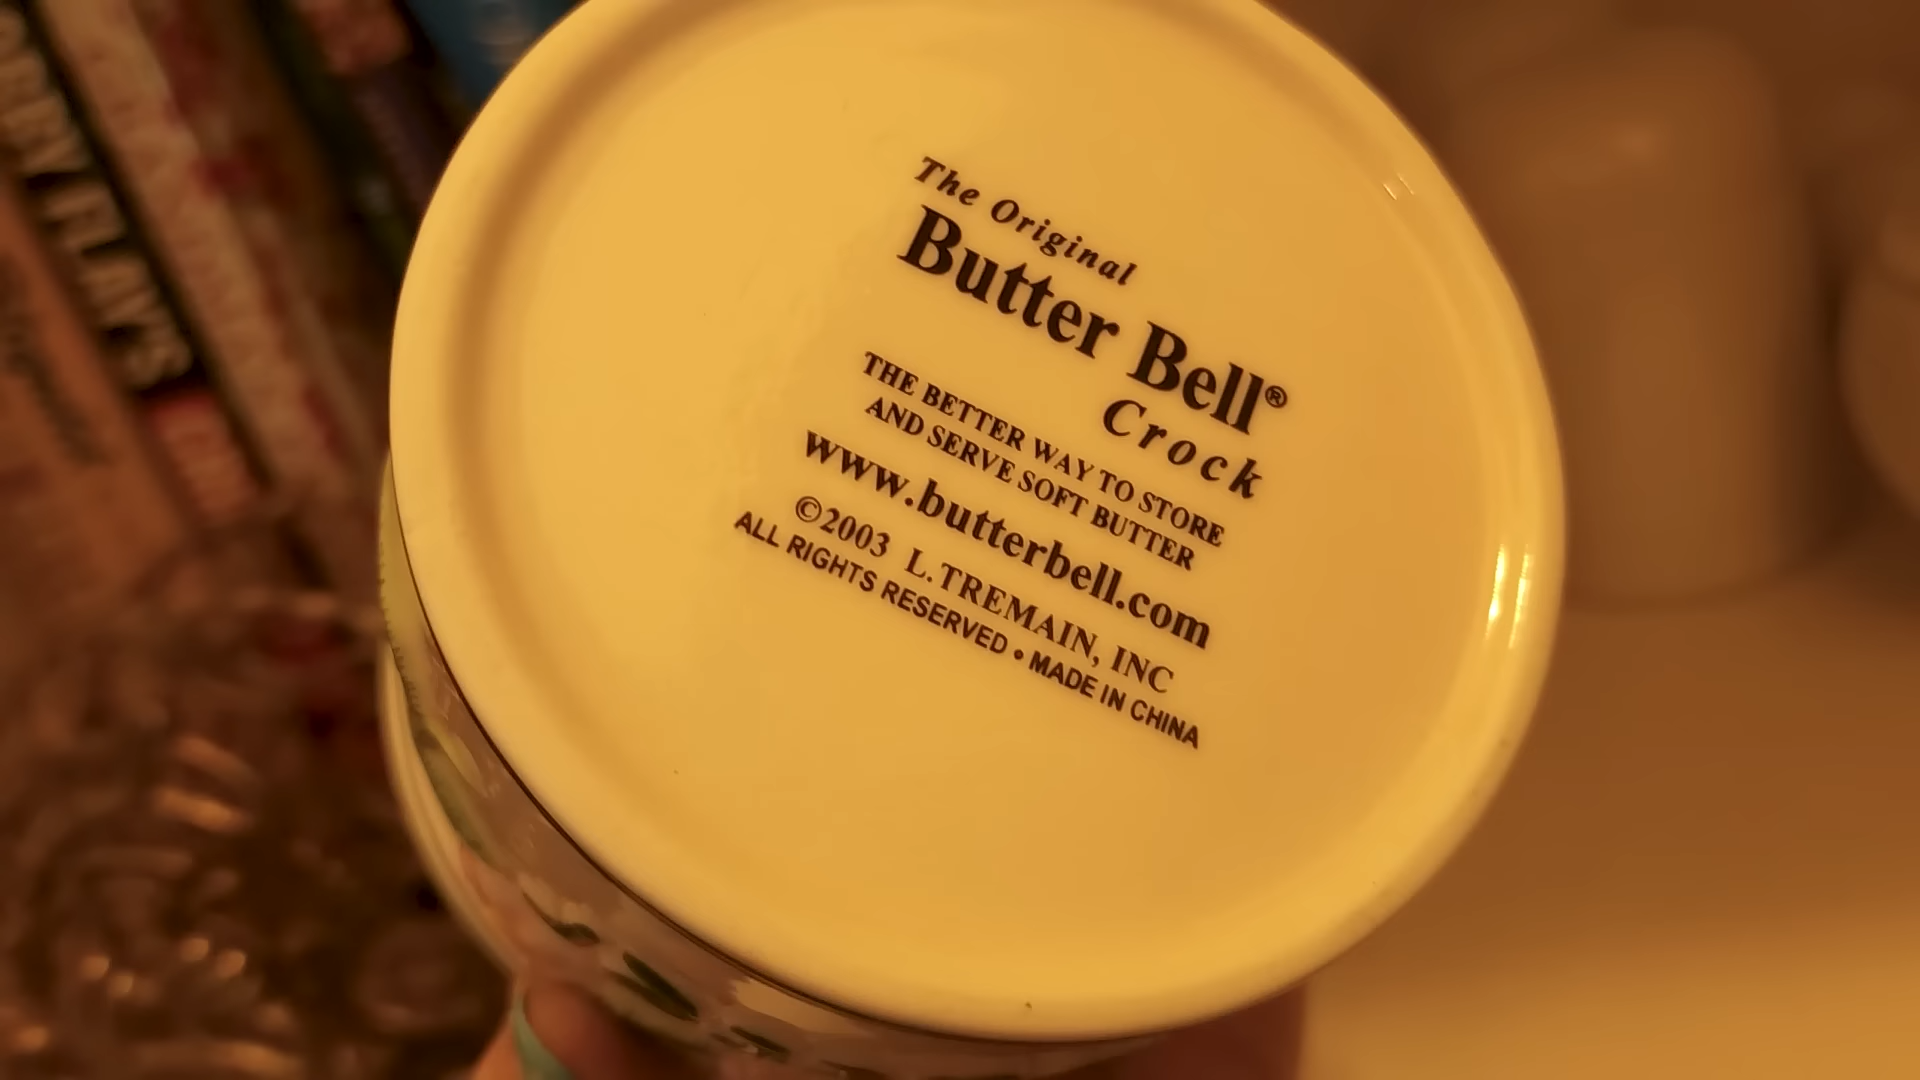 The Original
Butter Bell®
Crock
THE BETTER WAY TO STORE
AND SERVE SOFT BUTTER
www.butterbell.com
©2003 L.TREMAIN, INC
ALL RIGHTS RESERVED • MADE IN CHINA